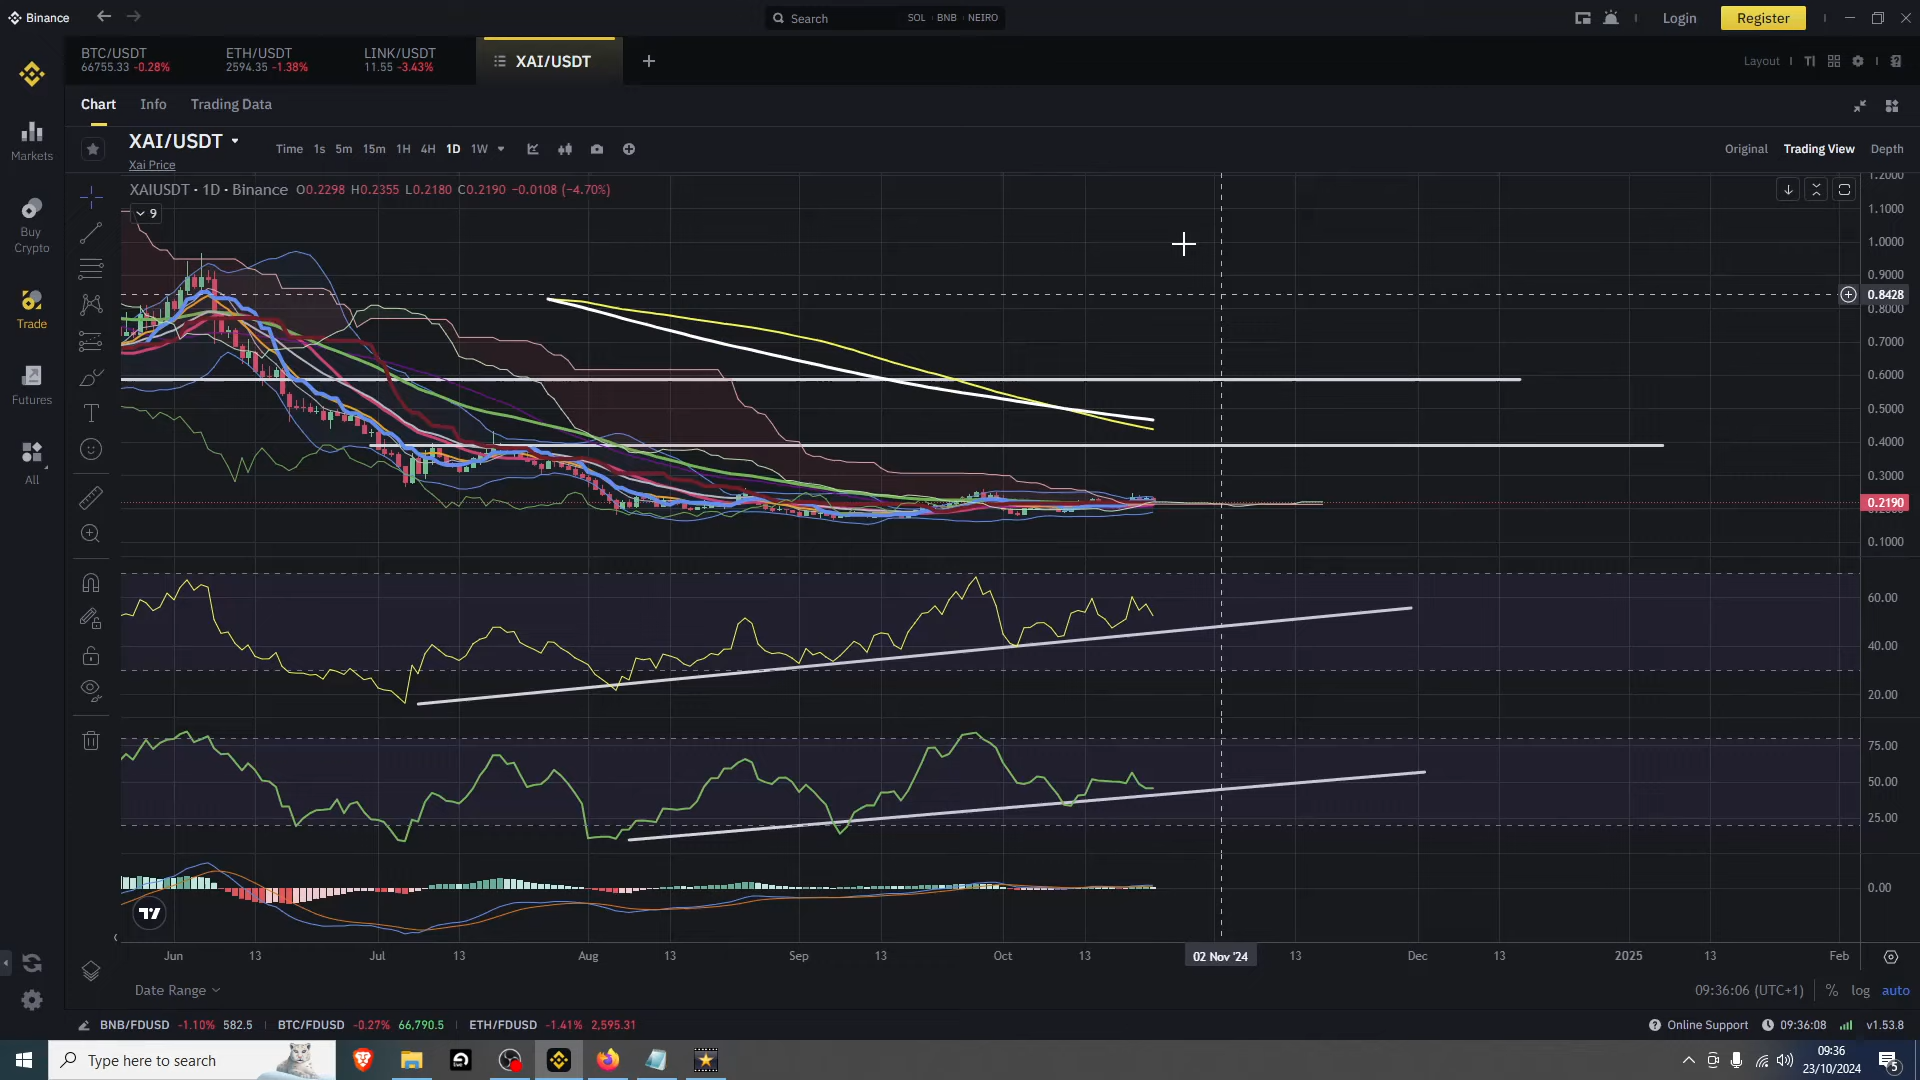 Binance
Search SOL BNB NEIRO
Login
Register
BTC/USDT
66755.33 -0.28%
ETH/USDT
2594.35 -1.38%
LINK/USDT
11.55 -3.43%
XAI/USDT
Layout
Chart Info Trading Data
XAI/USDT
Xai Price
Time 1s 5m 15m 1H 4H 1D 1W
Original Trading View Depth
XAIUSDT · 1D · Binance O0.2298 H0.2355 L0.2180 C0.2190 −0.0108 (−4.70%)
9
Markets
Buy
Crypto
Trade
Futures
All
1.2000
1.1000
1.0000
0.9000
0.8428
0.8000
0.7000
0.6000
0.5000
0.4000
0.3000
0.2190
0.1000
60.00
40.00
20.00
75.00
50.00
25.00
0.00
Jun 13 Jul 13 Aug 13 Sep 13 Oct 13 02 Nov '24 13 Dec 13 2025 13 Feb
Date Range
09:36:06 (UTC+1) % log auto
BNB/FDUSD -1.10% 582.5 BTC/FDUSD -0.27% 66,790.5 ETH/FDUSD -1.41% 2,595.31
Online Support 09:36:08 v1.53.8
Type here to search
09:36
23/10/2024
5